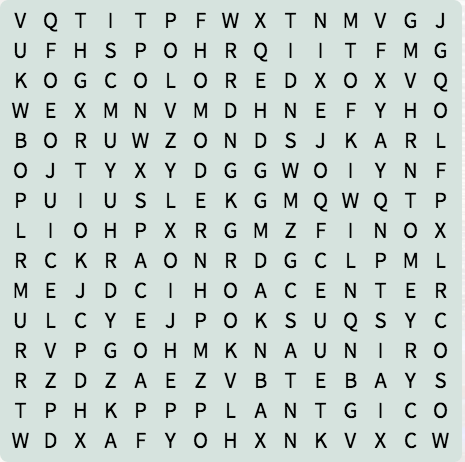 V Q T I T P F W X T N M V G J
U F H S P O H R Q I I T F M G
K O G C O L O R E D X O X V Q
W E X M N V M D H N E F Y H O
B O R U W Z O N D S J K A R L
O J T Y X Y D G G W O I Y N F
P U I U S L E K G M Q W Q T P
L I O H P X R G M Z F I N O X
R C K R A O N R D G C L P M L
M E J D C I H O A C E N T E R
U L C Y E J P O K S U Q S Y C
R V P G O H M K N A U N I R O
R Z D Z A E Z V B T E B A Y S
T P H K P P P L A N T G I C O
W D X A F Y O H X N K V X C W